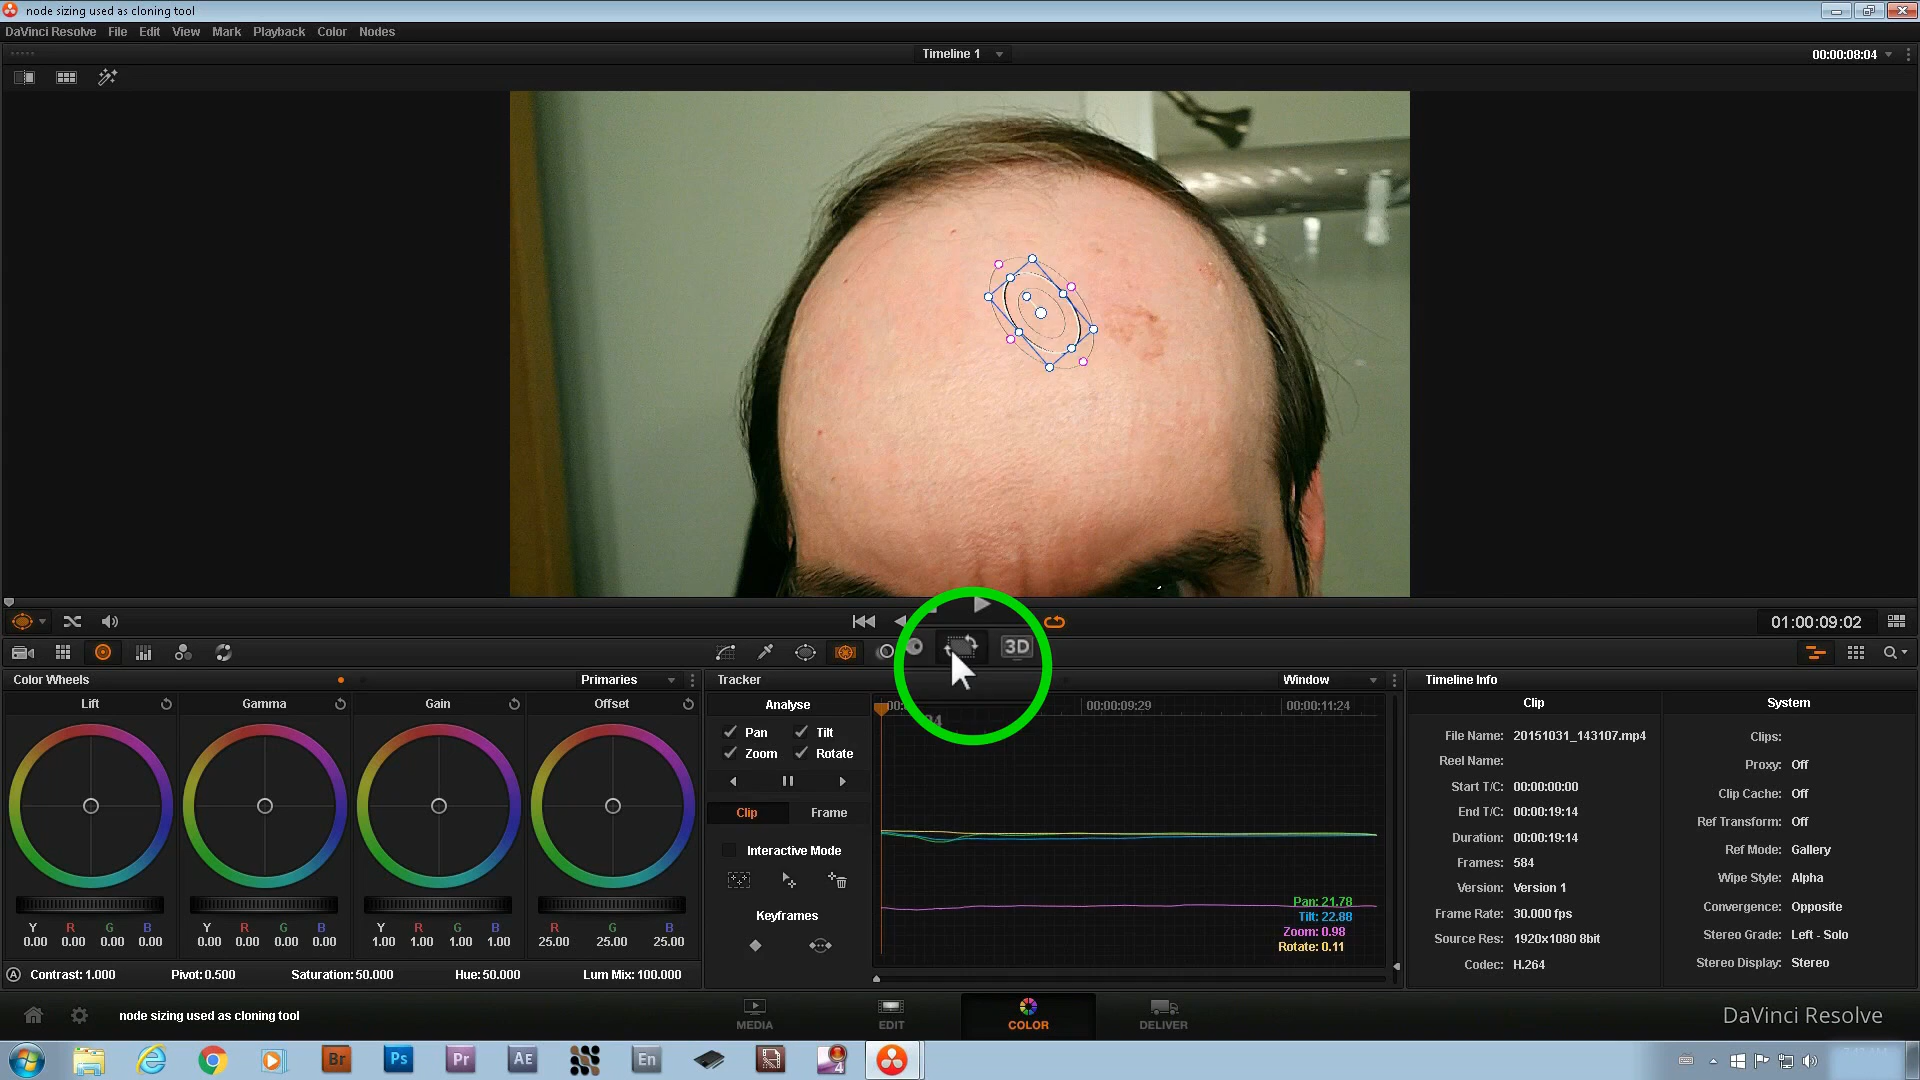 node sizing used as cloning tool
DaVinci Resolve File Edit View Mark Playback Color Nodes
Timeline 1
00:00:08:04
01:00:09:02
3D
Color Wheels
Primaries
Tracker
Window
Timeline Info
Lift
Gamma
Gain
Offset
Y R G B
0.00 0.00 0.00 0.00
Y R G B
0.00 0.00 0.00 0.00
Y R G B
1.00 1.00 1.00 1.00
R G B
25.00 25.00 25.00
A Contrast: 1.000 Pivot: 0.500 Saturation: 50.000 Hue: 50.000 Lum Mix: 100.000
Analyse
Pan Tilt
Zoom Rotate
Clip Frame
Interactive Mode
Keyframes
00:00:09:29
00:00:11:24
Pan: 21.78
Tilt: 22.88
Zoom: 0.98
Rotate: 0.11
Clip
File Name: 20151031_143107.mp4
Reel Name:
Start T/C: 00:00:00:00
End T/C: 00:00:19:14
Duration: 00:00:19:14
Frames: 584
Version: Version 1
Frame Rate: 30.000 fps
Source Res: 1920x1080 8bit
Codec: H.264
System
Clips:
Proxy: Off
Clip Cache: Off
Ref Transform: Off
Ref Mode: Gallery
Wipe Style: Alpha
Convergence: Opposite
Stereo Grade: Left - Solo
Stereo Display: Stereo
node sizing used as cloning tool
MEDIA
EDIT
COLOR
DELIVER
DaVinci Resolve
Br
Ps
Pr
AE
En
4